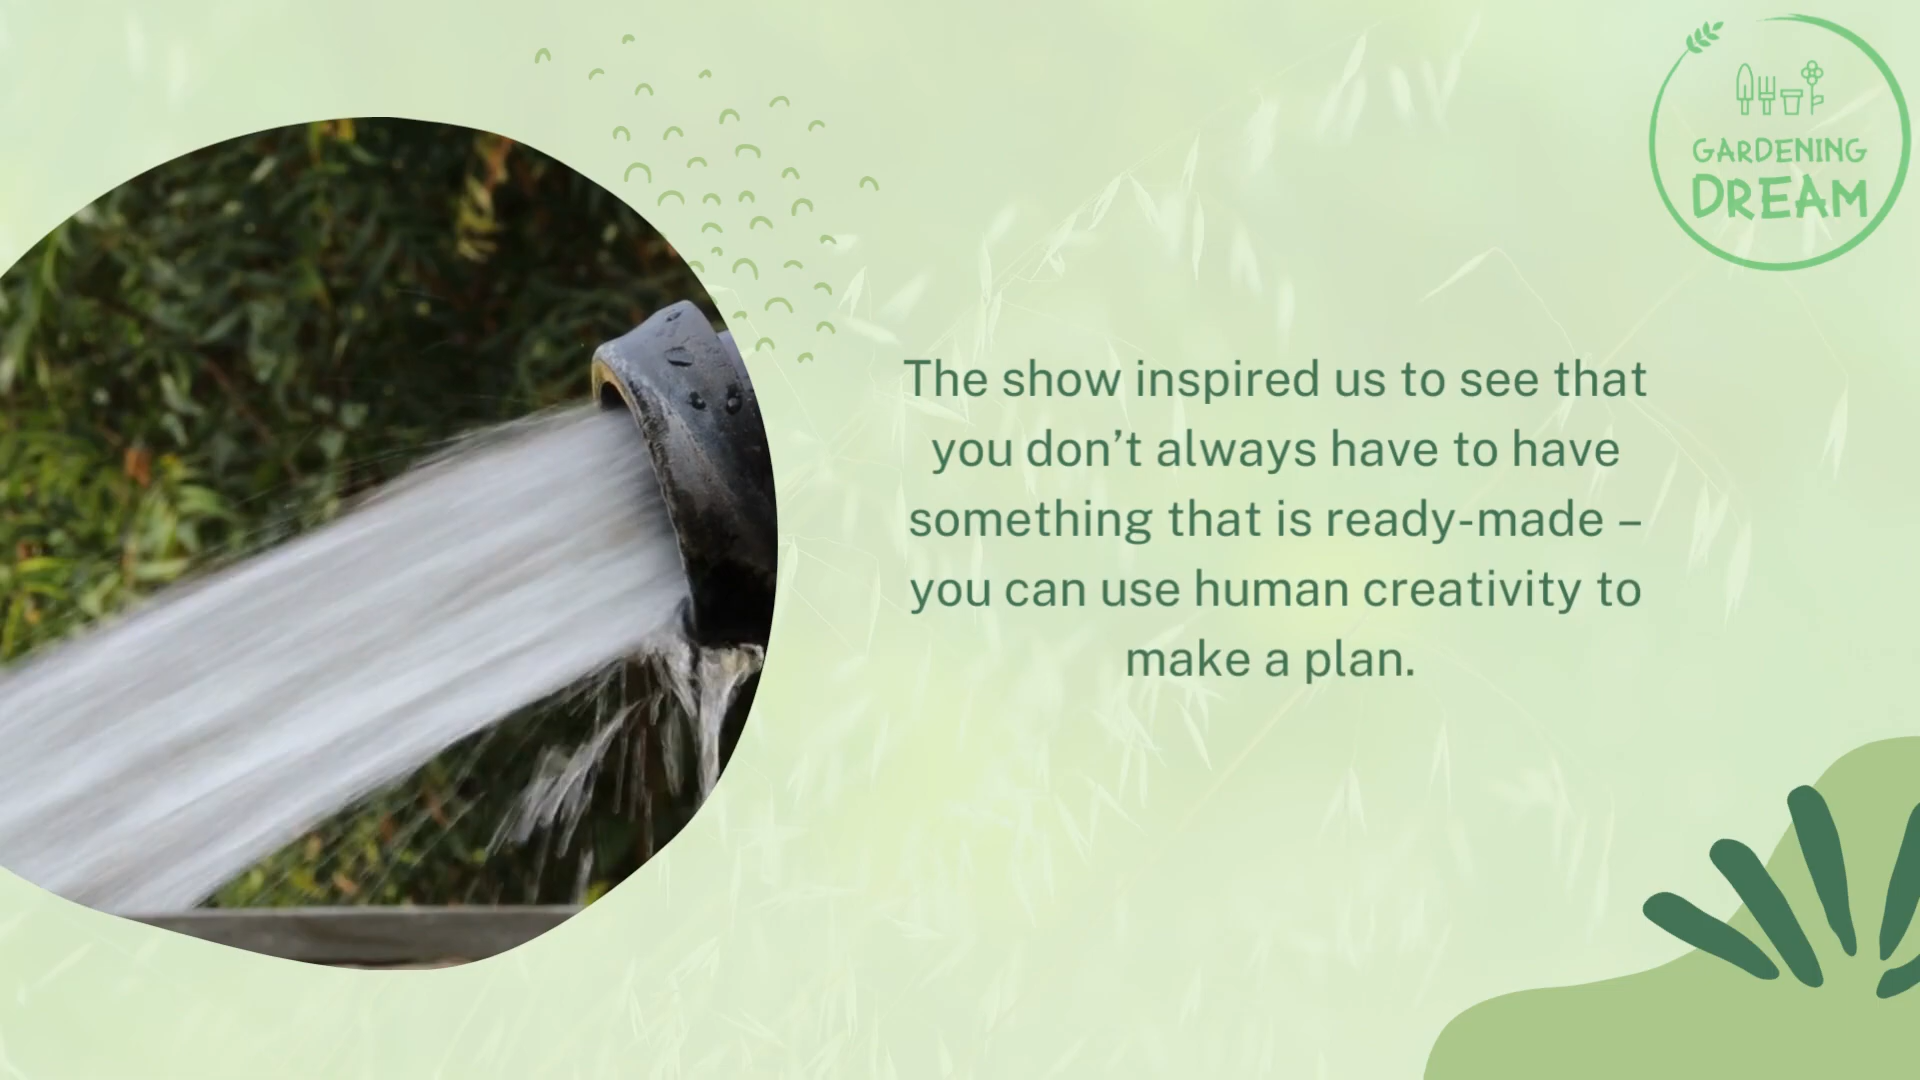 GARDENING
DREAM
The show inspired us to see that
you don’t always have to have
something that is ready-made –
you can use human creativity to
make a plan.